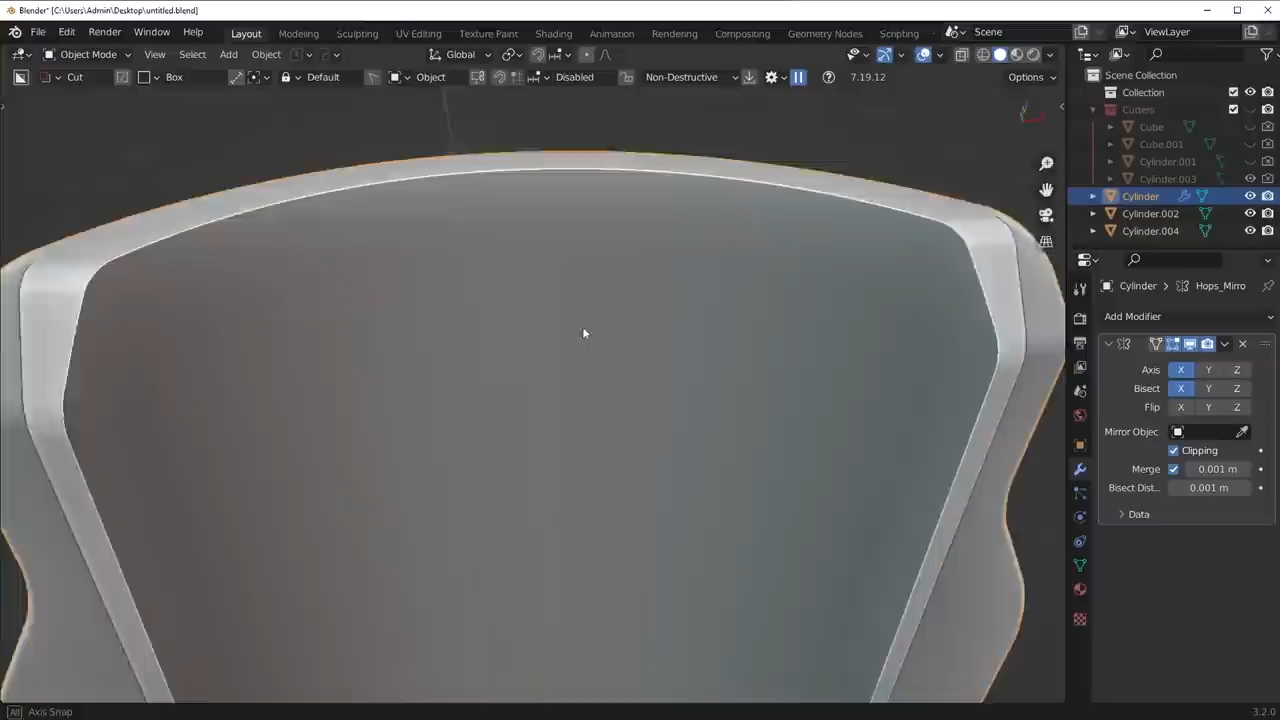 Blender* [C:\Users\Admin\Desktop\untitled.blend]
File Edit Render Window Help Layout Modeling Sculpting UV Editing Texture Paint Shading Animation Rendering Compositing Geometry Nodes Scripting Scene ViewLayer
Object Mode View Select Add Object Global
Cut Box Default Object Disabled Non-Destructive 7.19.12 Options
Scene Collection
Collection
Cutters
Cube
Cube.001
Cylinder.001
Cylinder.003
Cylinder
Cylinder.002
Cylinder.004
Cylinder > Hops_Mirro
Add Modifier
Axis X Y Z
Bisect X Y Z
Flip X Y Z
Mirror Objec
Clipping
Merge 0.001 m
Bisect Dist... 0.001 m
Data
Alt Axis Snap 3.2.0